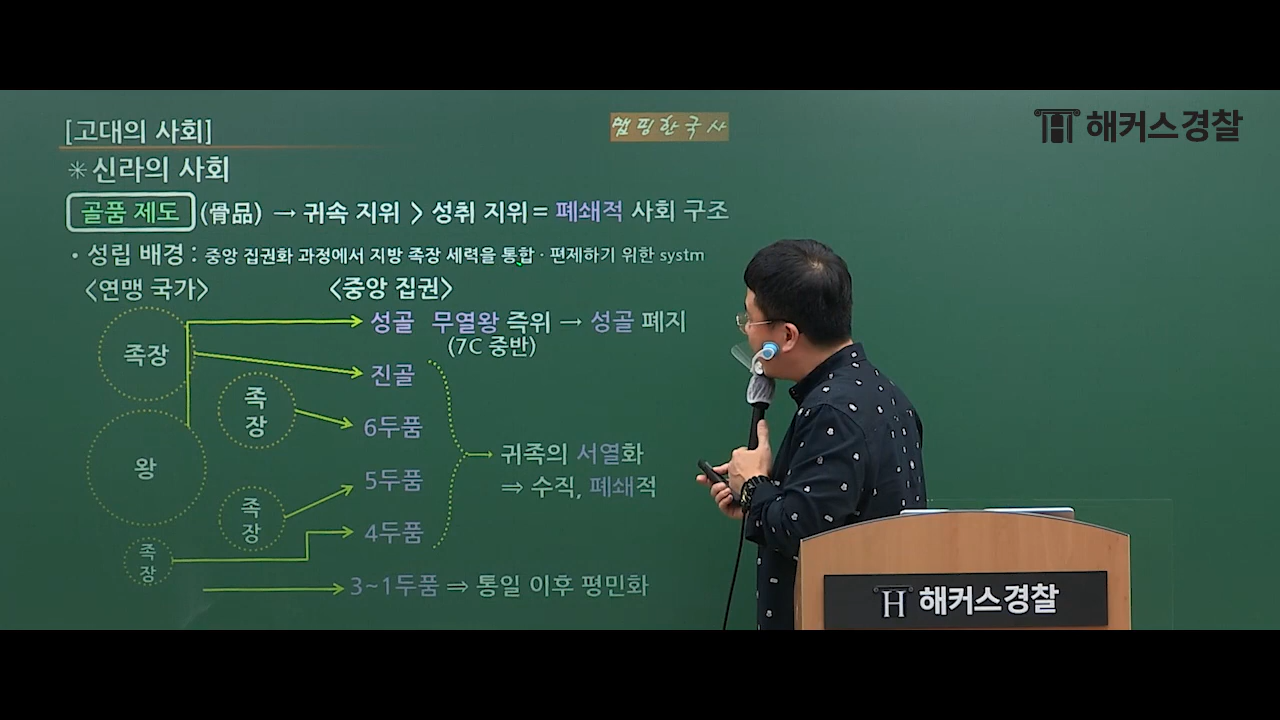 [고대의 사회]
맵핑한국사
해커스경찰
✳신라의 사회
골품 제도 (骨品) → 귀속 지위 > 성취 지위 = 폐쇄적 사회 구조
• 성립 배경 : 중앙 집권화 과정에서 지방 족장 세력을 통합 · 편제하기 위한 systm
<연맹 국가> <중앙 집권>
족장
성골 무열왕 즉위 → 성골 폐지
(7C 중반)
진골
족장
6두품
왕
귀족의 서열화
⇒ 수직, 폐쇄적
5두품
족장
4두품
족장
3~1두품 ⇒ 통일 이후 평민화
해커스경찰